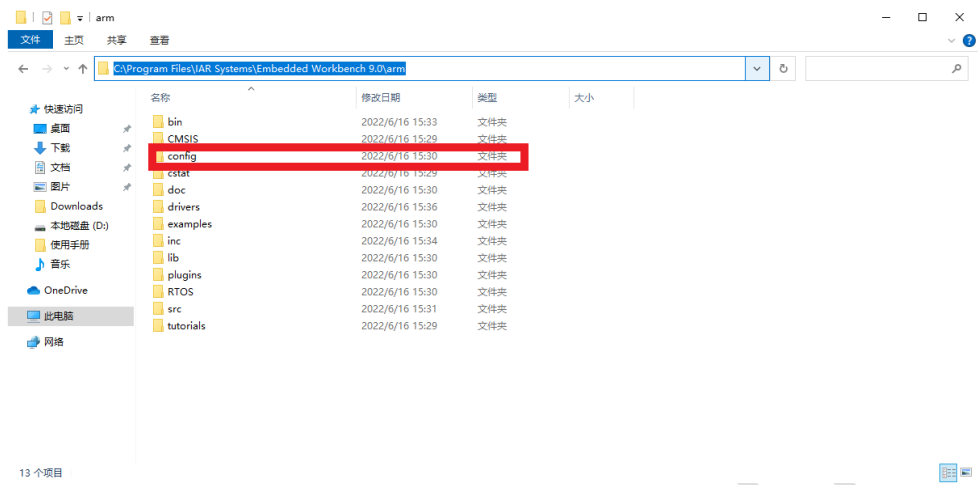 arm
文件 主页 共享 查看
C:\Program Files\IAR Systems\Embedded Workbench 9.0\arm
名称 修改日期 类型 大小
快速访问
桌面
下载
文档
图片
Downloads
本地磁盘 (D:)
使用手册
音乐
OneDrive
此电脑
网络
bin 2022/6/16 15:33 文件夹
CMSIS 2022/6/16 15:29 文件夹
config 2022/6/16 15:30 文件夹
cstat 2022/6/16 15:29 文件夹
doc 2022/6/16 15:30 文件夹
drivers 2022/6/16 15:36 文件夹
examples 2022/6/16 15:30 文件夹
inc 2022/6/16 15:34 文件夹
lib 2022/6/16 15:30 文件夹
plugins 2022/6/16 15:30 文件夹
RTOS 2022/6/16 15:30 文件夹
src 2022/6/16 15:31 文件夹
tutorials 2022/6/16 15:29 文件夹
13 个项目